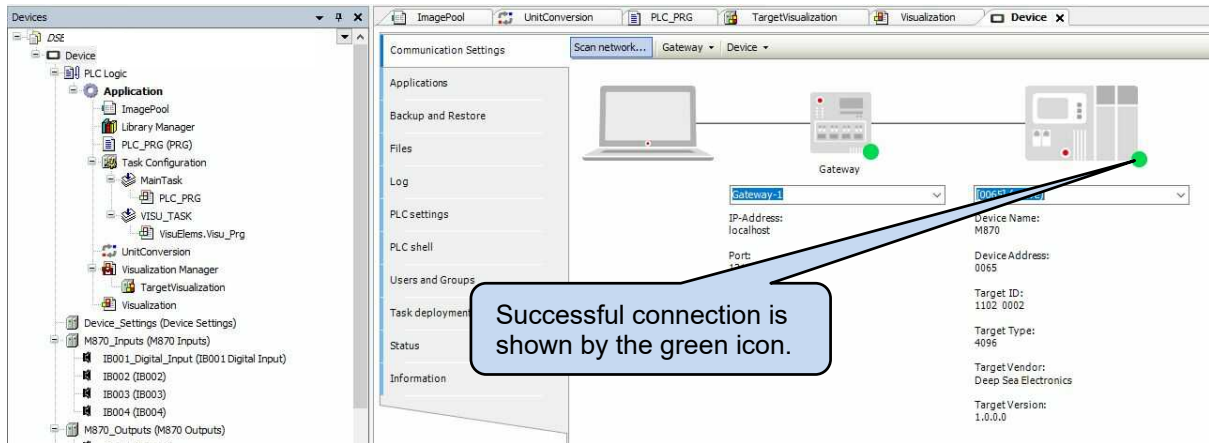 Devices
DSE
Device
PLC Logic
Application
ImagePool
Library Manager
PLC_PRG (PRG)
Task Configuration
MainTask
PLC_PRG
VISU_TASK
VisuElems.Visu_Prg
UnitConversion
Visualization Manager
TargetVisualization
Visualization
Device_Settings (Device Settings)
M870_Inputs (M870 Inputs)
IB001_Digital_Input (IB001 Digital Input)
IB002 (IB002)
IB003 (IB003)
IB004 (IB004)
M870_Outputs (M870 Outputs)
ImagePool UnitConversion PLC_PRG TargetVisualization Visualization Device
Communication Settings
Applications
Backup and Restore
Files
Log
PLC settings
PLC shell
Users and Groups
Task deployment
Status
Information
Scan network... Gateway Device
Gateway
Gateway-1
IP-Address:
localhost
Port:
[0065]
Device Name:
M870
Device Address:
0065
Target ID:
1102 0002
Target Type:
4096
Target Vendor:
Deep Sea Electronics
Target Version:
1.0.0.0
Successful connection is
shown by the green icon.